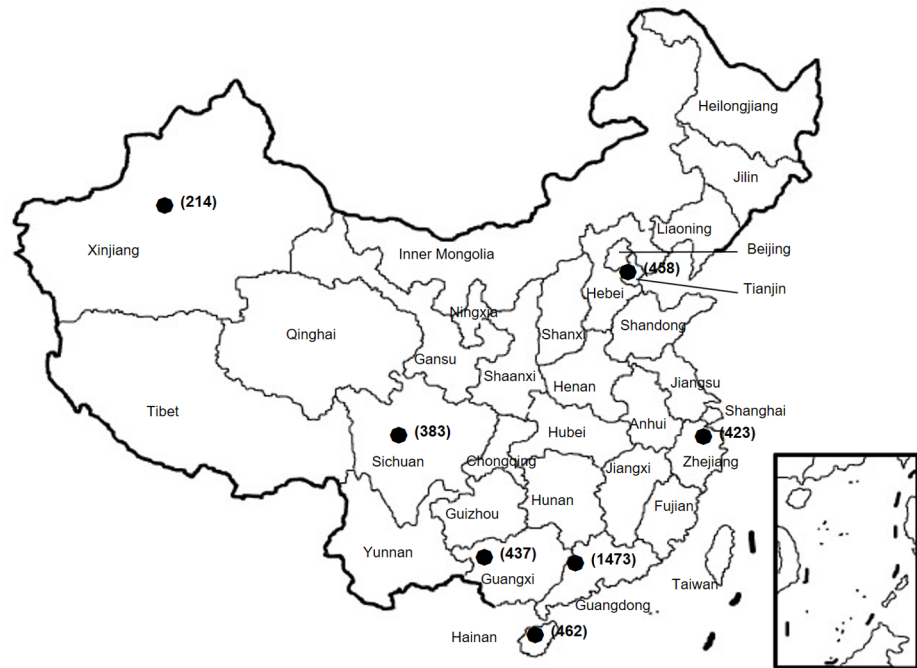 Heilongjiang
Jilin
(214)
Liaoning
Xinjiang
Inner Mongolia
Beijing
(458)
Tianjin
Hebei
Ningxia
Shandong
Qinghai
Shanxi
Gansu
Shaanxi
Henan
Jiangsu
Tibet
Shanghai
(383)
Hubei
Anhui
(423)
Sichuan
Chongqing
Jiangxi
Zhejiang
Hunan
Guizhou
Fujian
Yunnan
(437)
(1473)
Guangxi
Taiwan
Guangdong
Hainan
(462)